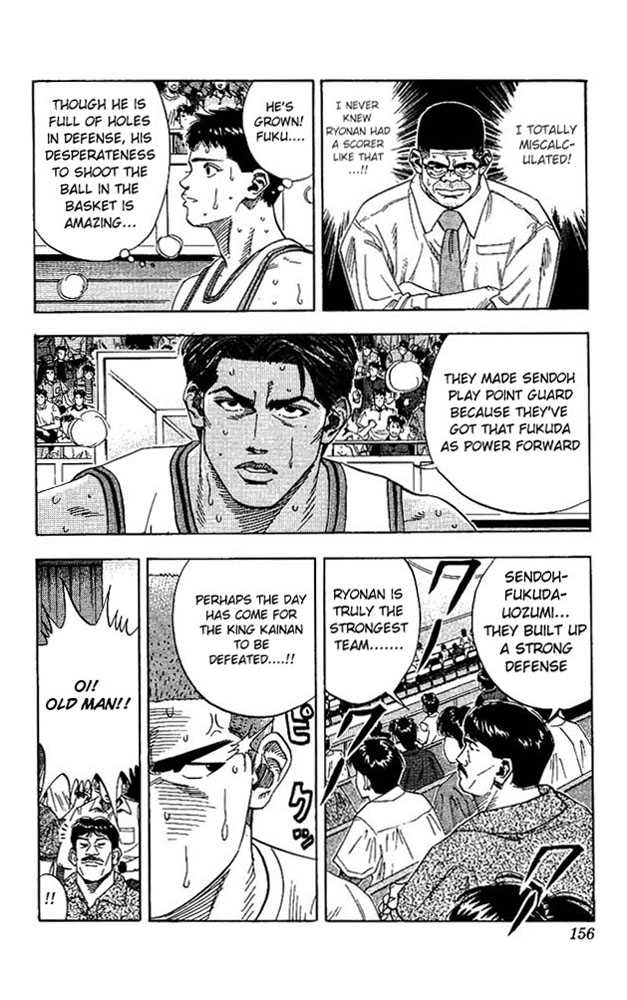 I TOTALLY
MISCALC-
ULATED!
I NEVER
KNEW
RYONAN HAD
A SCORER
LIKE THAT
...!!
HE'S
GROWN!
FUKU....
THOUGH HE IS
FULL OF HOLES
IN DEFENSE, HIS
DESPERATENESS
TO SHOOT THE
BALL IN THE
BASKET IS
AMAZING...
THEY MADE SENDOH
PLAY POINT GUARD
BECAUSE THEY'VE
GOT THAT FUKUDA
AS POWER FORWARD
SENDOH-
FUKUDA-
UOZUMI...
THEY BUILT UP
A STRONG
DEFENSE
RYONAN IS
TRULY THE
STRONGEST
TEAM.......
PERHAPS THE DAY
HAS COME FOR
THE KING KAINAN
TO BE
DEFEATED....!!
ピクッ
OI!
OLD MAN!!
!!
156